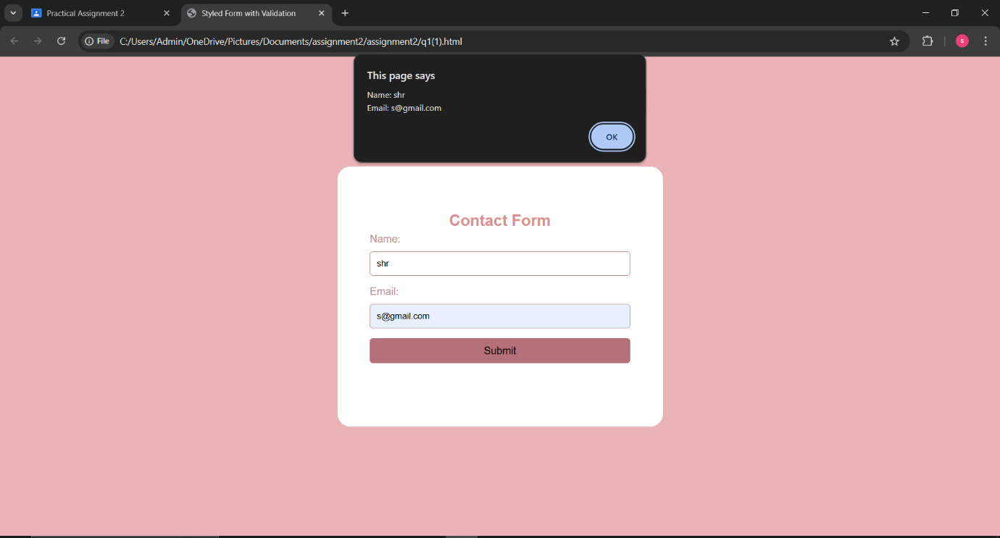 Practical Assignment 2
Styled Form with Validation
File
C:/Users/Admin/OneDrive/Pictures/Documents/assignment2/assignment2/q1(1).html
S
This page says
Name: shr
Email: s@gmail.com
OK
Contact Form
Name:
shr
Email:
s@gmail.com
Submit